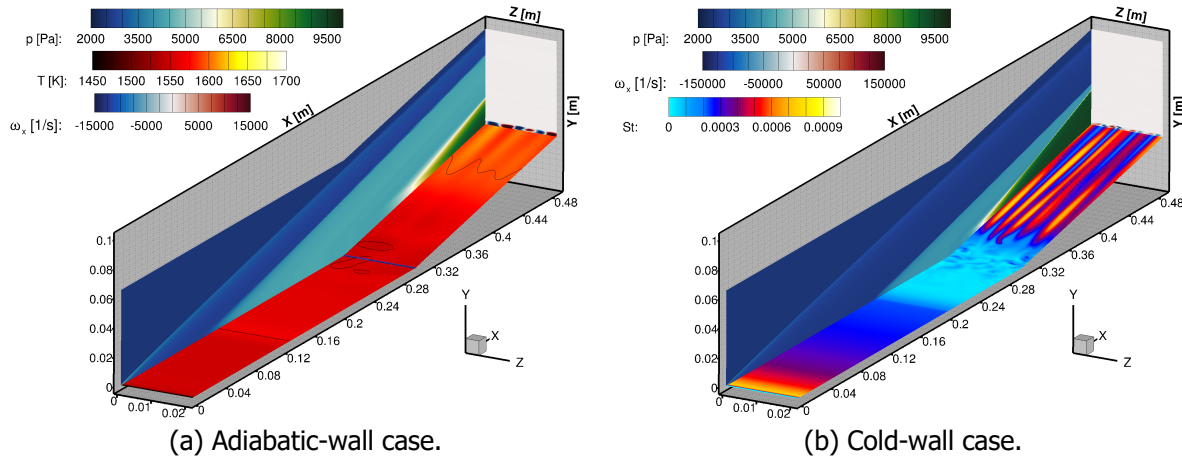 2000 3500 5000 6500 8000 9500
p [Pa]:
T [K]:
1450 1500 1550 1600 1650 1700
ω x [1/s]:
-15000 -5000 5000 15000
Z [m]
X [m]
Y [m]
0.1
0.08
0.06
0.04
0.02
0
0 0.01 0.02
0 0.04 0.08 0.12 0.16 0.2 0.24 0.28 0.32 0.36 0.4 0.44 0.48
Y
X
Z
(a) Adiabatic-wall case.
2000 3500 5000 6500 8000 9500
p [Pa]:
-150000 -50000 50000 150000
ω x [1/s]
St: 0 0.0003 0.0006 0.0009
Z [m]
X [m]
Y [m]
0.1
0.08
0.06
0.04
0.02
0
0 0.01 0.02
0 0.04 0.08 0.12 0.16 0.2 0.24 0.28 0.32 0.36 0.4 0.44 0.48
Y
X
Z
(b) Cold-wall case.